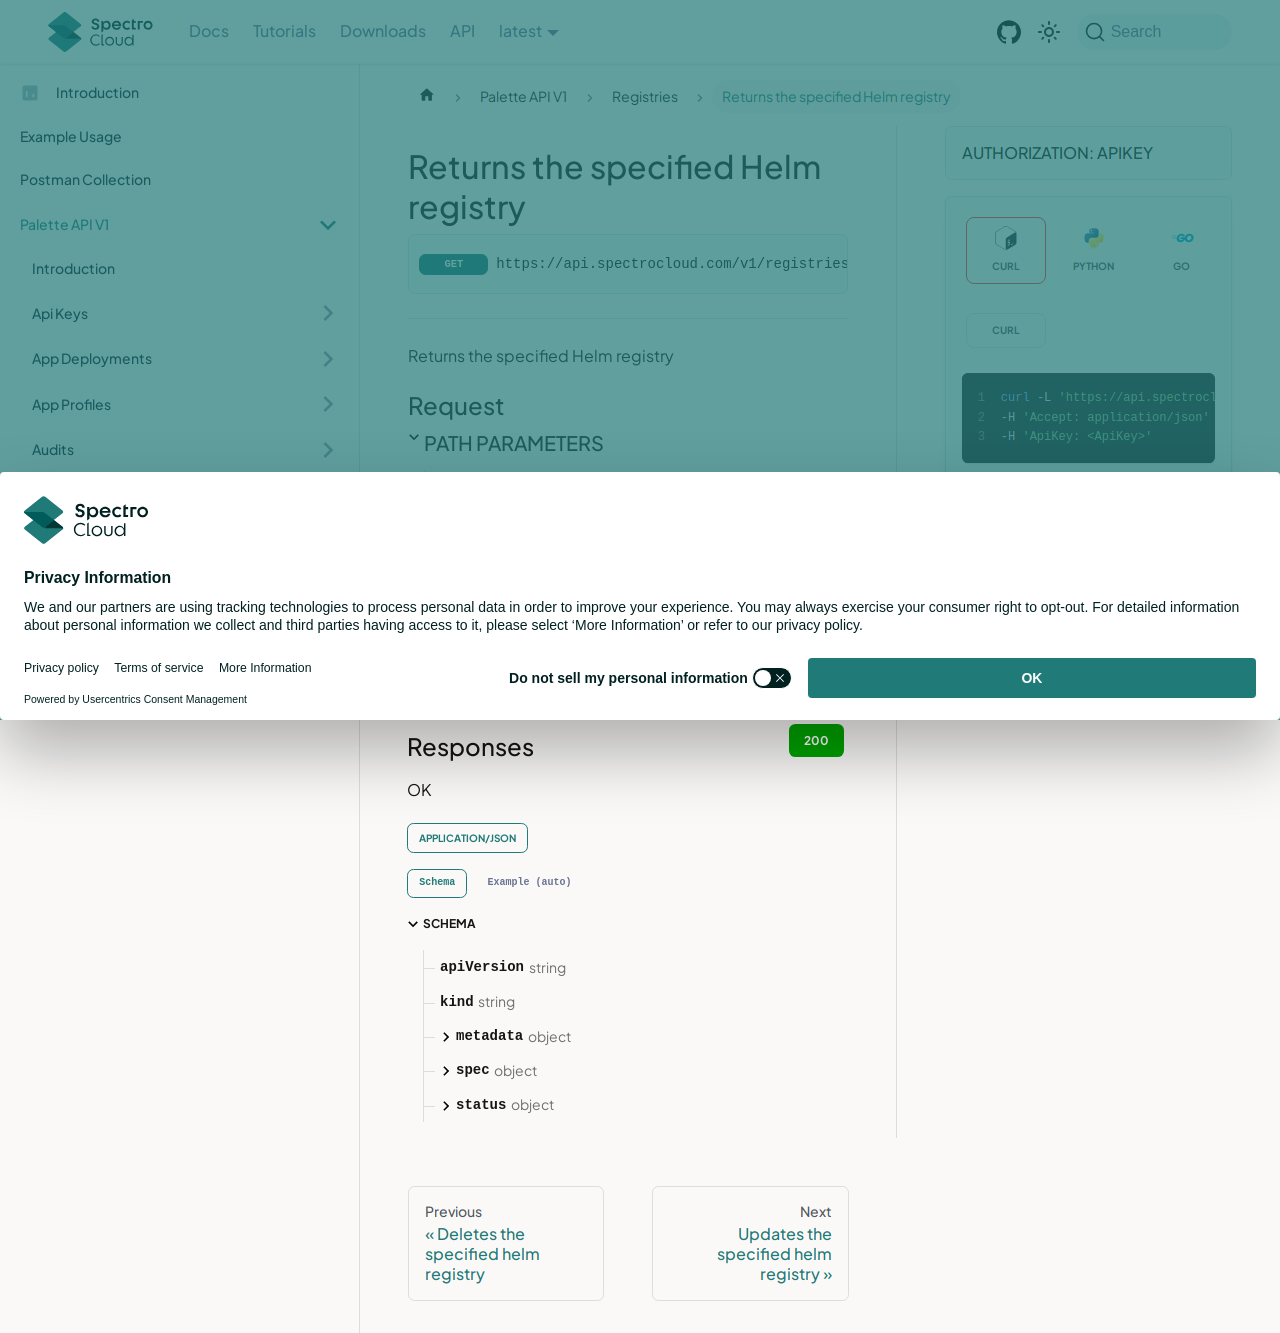 Spectro Cloud
Docs
Tutorials
Downloads
API
latest
Search
Introduction
Example Usage
Postman Collection
Palette API V1
Introduction
Api Keys
App Deployments
App Profiles
Audits
Palette API V1
Registries
Returns the specified Helm registry
Returns the specified Helm
registry
GET https://api.spectrocloud.com/v1/registries
Returns the specified Helm registry
Request
PATH PARAMETERS
AUTHORIZATION: APIKEY
CURL
PYTHON
GO
CURL
1 curl -L 'https://api.spectrocl
2 -H 'Accept: application/json'
3 -H 'ApiKey: <ApiKey>'
Spectro
Cloud
Privacy Information
We and our partners are using tracking technologies to process personal data in order to improve your experience. You may always exercise your consumer right to opt-out. For detailed information
about personal information we collect and third parties having access to it, please select ‘More Information’ or refer to our privacy policy.
Privacy policy
Terms of service
More Information
Do not sell my personal information
OK
Powered by Usercentrics Consent Management
Responses
200
OK
APPLICATION/JSON
Schema
Example (auto)
SCHEMA
apiVersion string
kind string
metadata object
spec object
status object
Previous
« Deletes the
specified helm
registry
Next
Updates the
specified helm
registry »